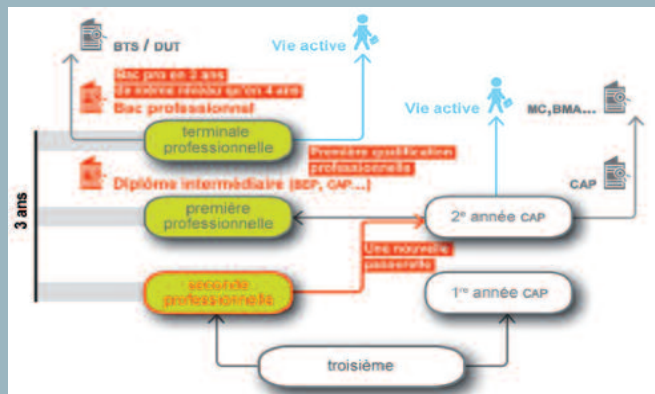 BTS / DUT
Vie active
Bac pro en 3 ans
de même niveau qu'en 4 ans
Bac professionnel
Vie active
MC,BMA...
terminale
professionnelle
Première qualification
professionnelle
Diplôme intermédiaire (BEP, CAP...)
CAP
3 ans
première
professionnelle
2e année CAP
Une nouvelle
passerelle
seconde
professionnelle
1re année CAP
troisième